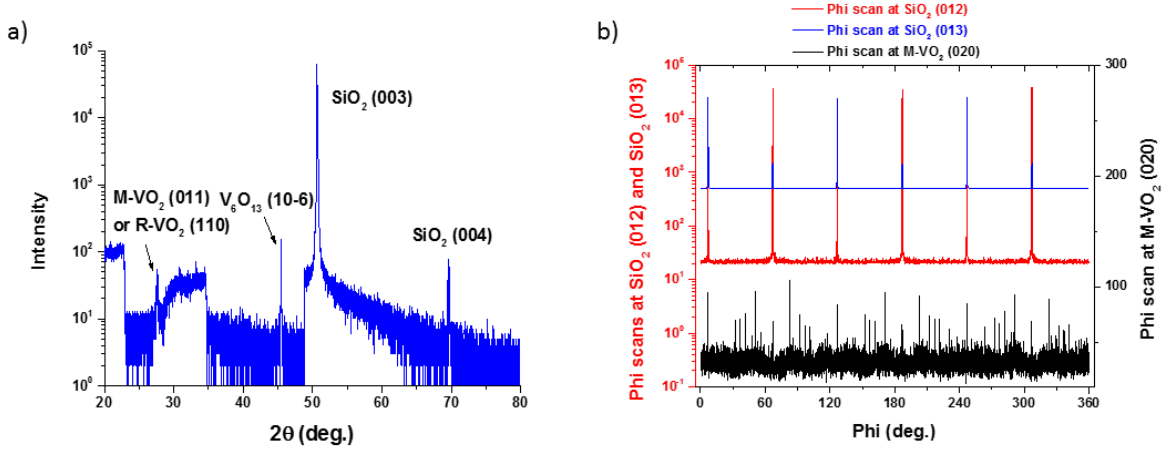 a)
10⁵
10⁴
10³
10²
10¹
10⁰
Intensity
SiO₂ (003)
M-VO₂ (011)
or R-VO₂ (110)
V₆O₁₃ (10-6)
SiO₂ (004)
20 30 40 50 60 70 80
2θ (deg.)
b)
Phi scan at SiO₂ (012)
Phi scan at SiO₂ (013)
Phi scan at M-VO₂ (020)
10⁶
10⁵
10⁴
10³
10²
10¹
10⁰
10⁻¹
Phi scans at SiO₂ (012) and SiO₂ (013)
300
200
100
Phi scan at M-VO₂ (020)
0 60 120 180 240 300 360
Phi (deg.)